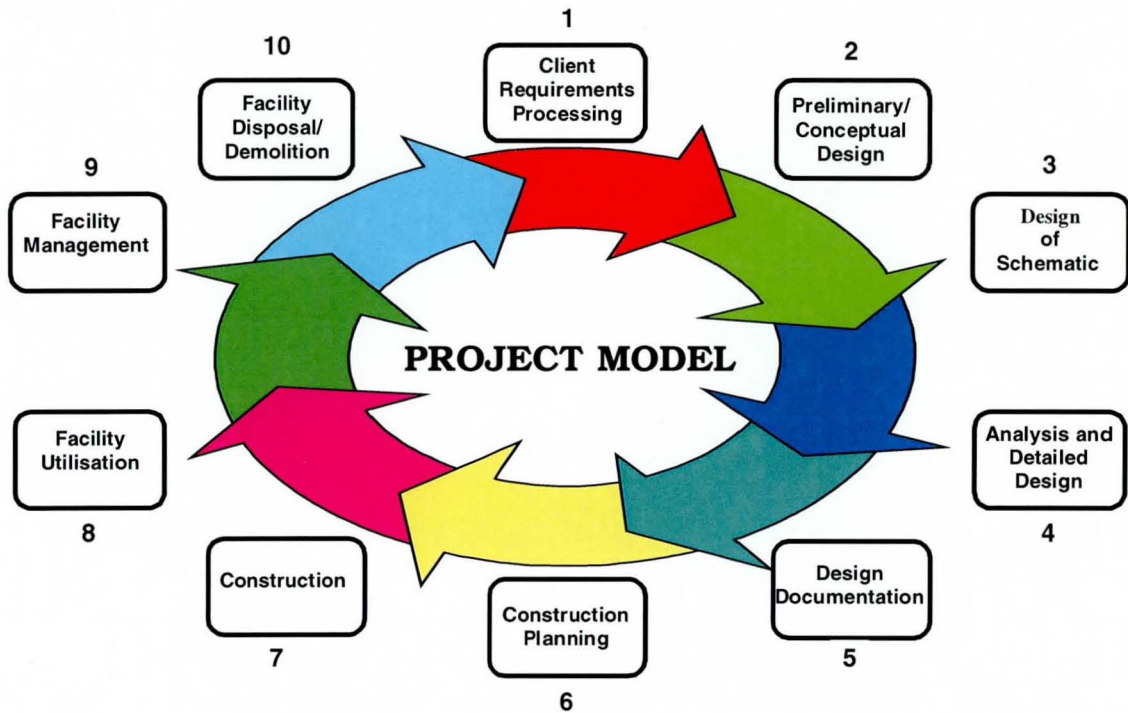 1
Client
Requirements
Processing
2
Preliminary/
Conceptual
Design
3
Design
of
Schematic
Analysis and
Detailed
Design
4
Design
Documentation
5
Construction
Planning
6
Construction
7
Facility
Utilisation
8
9
Facility
Management
10
Facility
Disposal/
Demolition
PROJECT MODEL